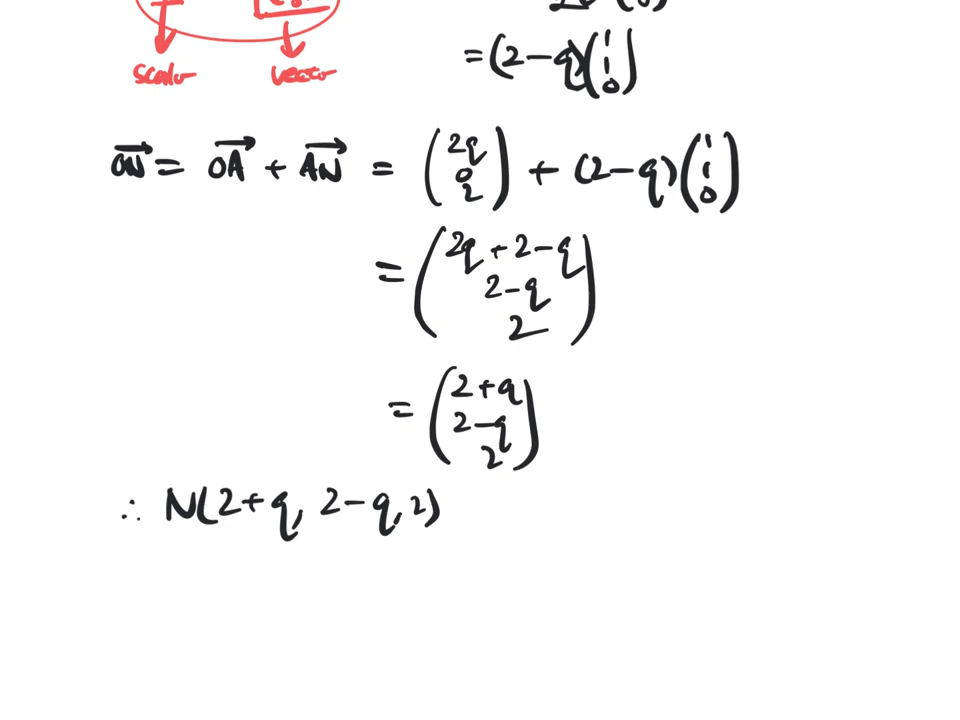 scalar vector
= (2-q)(1 1 0)
ON = OA + AN = (2q 0 2) + (2-q)(1 1 0)
= (2q+2-q 2-q 2)
= (2+q 2-q 2)
∴ N(2+q, 2-q, 2)